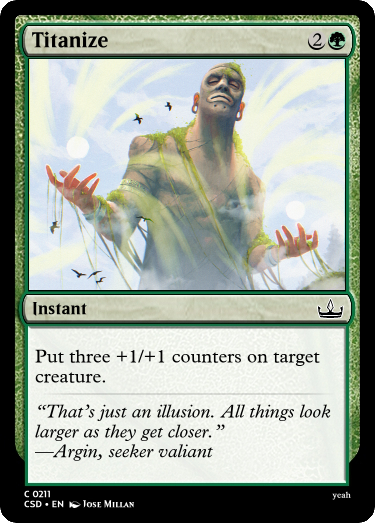 Titanize 2
Instant
Put three +1/+1 counters on target
creature.
“That’s just an illusion. All things look
larger as they get closer.”
—Argin, seeker valiant
C 0211
CSD • EN Jose Millan
yeah